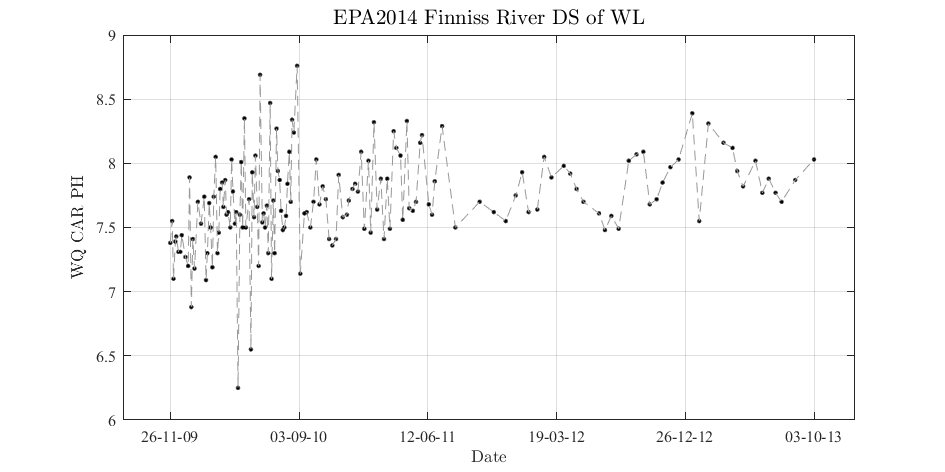 EPA2014 Finniss River DS of WL
9
8.5
8
7.5
7
6.5
6
WQ CAR PH
26-11-09 03-09-10 12-06-11 19-03-12 26-12-12 03-10-13
Date